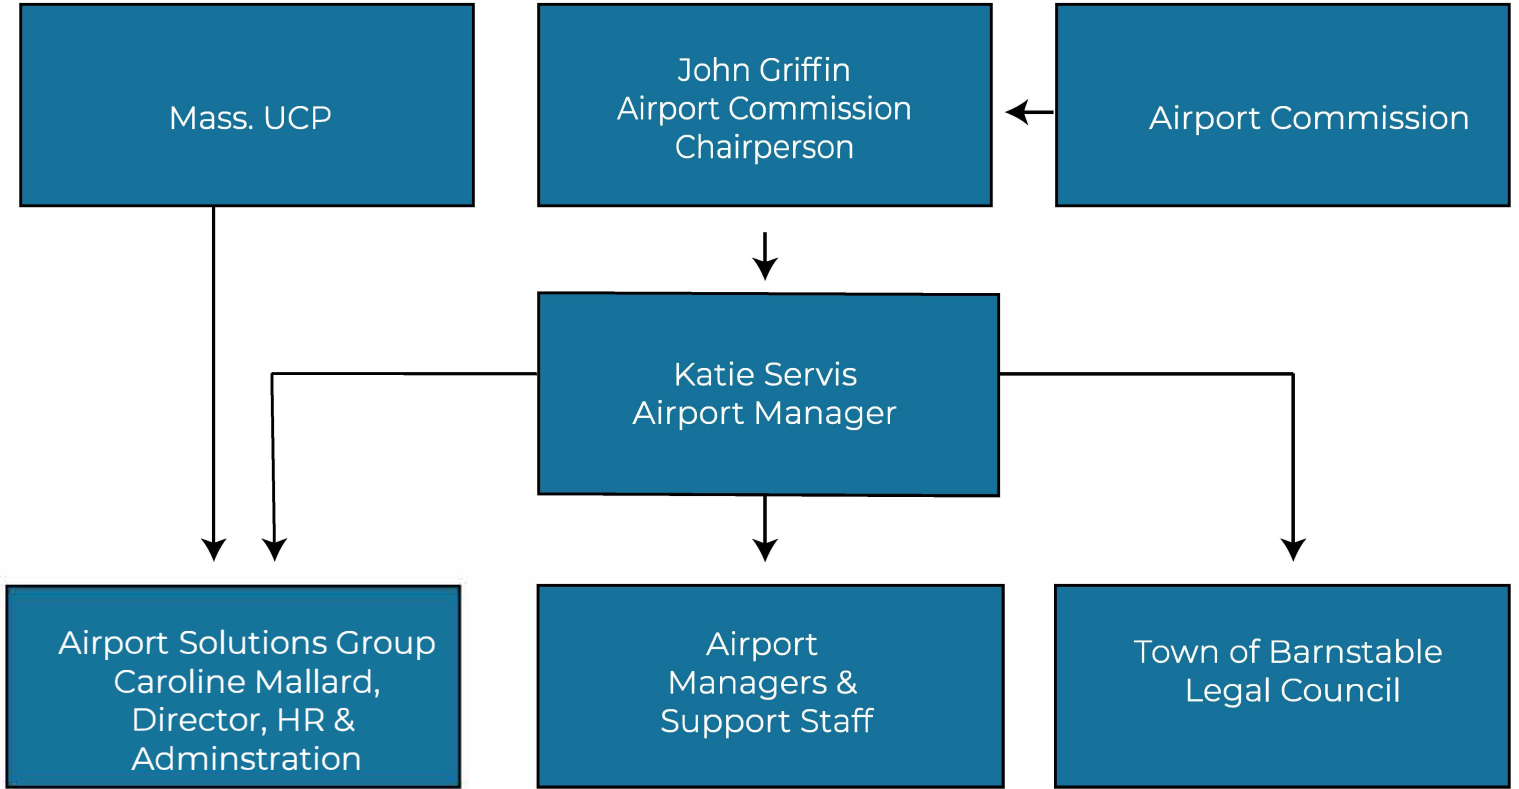 Mass. UCP
John Griffin
Airport Commission
Chairperson
Airport Commission
Katie Servis
Airport Manager
Airport Solutions Group
Caroline Mallard,
Director, HR &
Adminstration
Airport
Managers &
Support Staff
Town of Barnstable
Legal Council